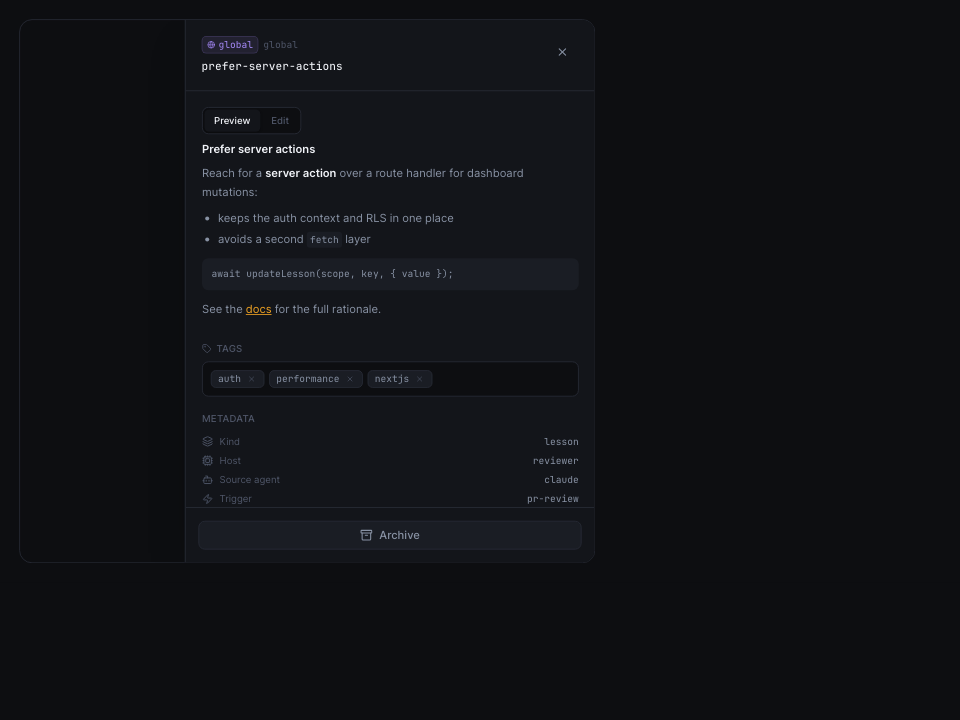 global global
prefer-server-actions
Preview Edit
Prefer server actions
Reach for a server action over a route handler for dashboard
mutations:
• keeps the auth context and RLS in one place
• avoids a second fetch layer
await updateLesson(scope, key, { value });
See the docs for the full rationale.
TAGS
auth × performance × nextjs ×
METADATA
Kind lesson
Host reviewer
Source agent claude
Trigger pr-review
Archive